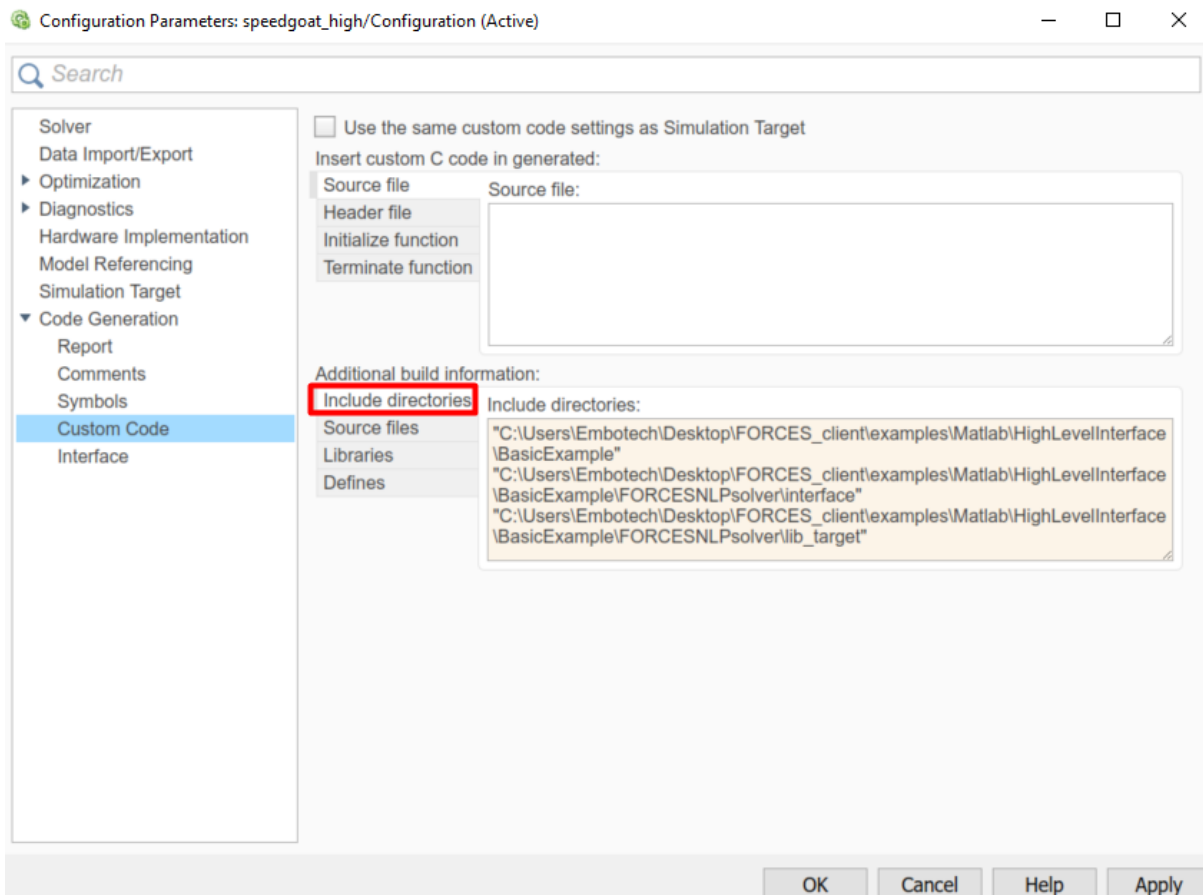 Configuration Parameters: speedgoat_high/Configuration (Active)
Search
Solver
Data Import/Export
Optimization
Diagnostics
Hardware Implementation
Model Referencing
Simulation Target
Code Generation
Report
Comments
Symbols
Custom Code
Interface
Use the same custom code settings as Simulation Target
Insert custom C code in generated:
Source file
Header file
Initialize function
Terminate function
Source file:
Additional build information:
Include directories
Source files
Libraries
Defines
Include directories:
"C:\Users\Embotech\Desktop\FORCES_client\examples\Matlab\HighLevelInterface
\BasicExample"
"C:\Users\Embotech\Desktop\FORCES_client\examples\Matlab\HighLevelInterface
\BasicExample\FORCESNLPsolver\interface"
"C:\Users\Embotech\Desktop\FORCES_client\examples\Matlab\HighLevelInterface
\BasicExample\FORCESNLPsolver\lib_target"
OK
Cancel
Help
Apply